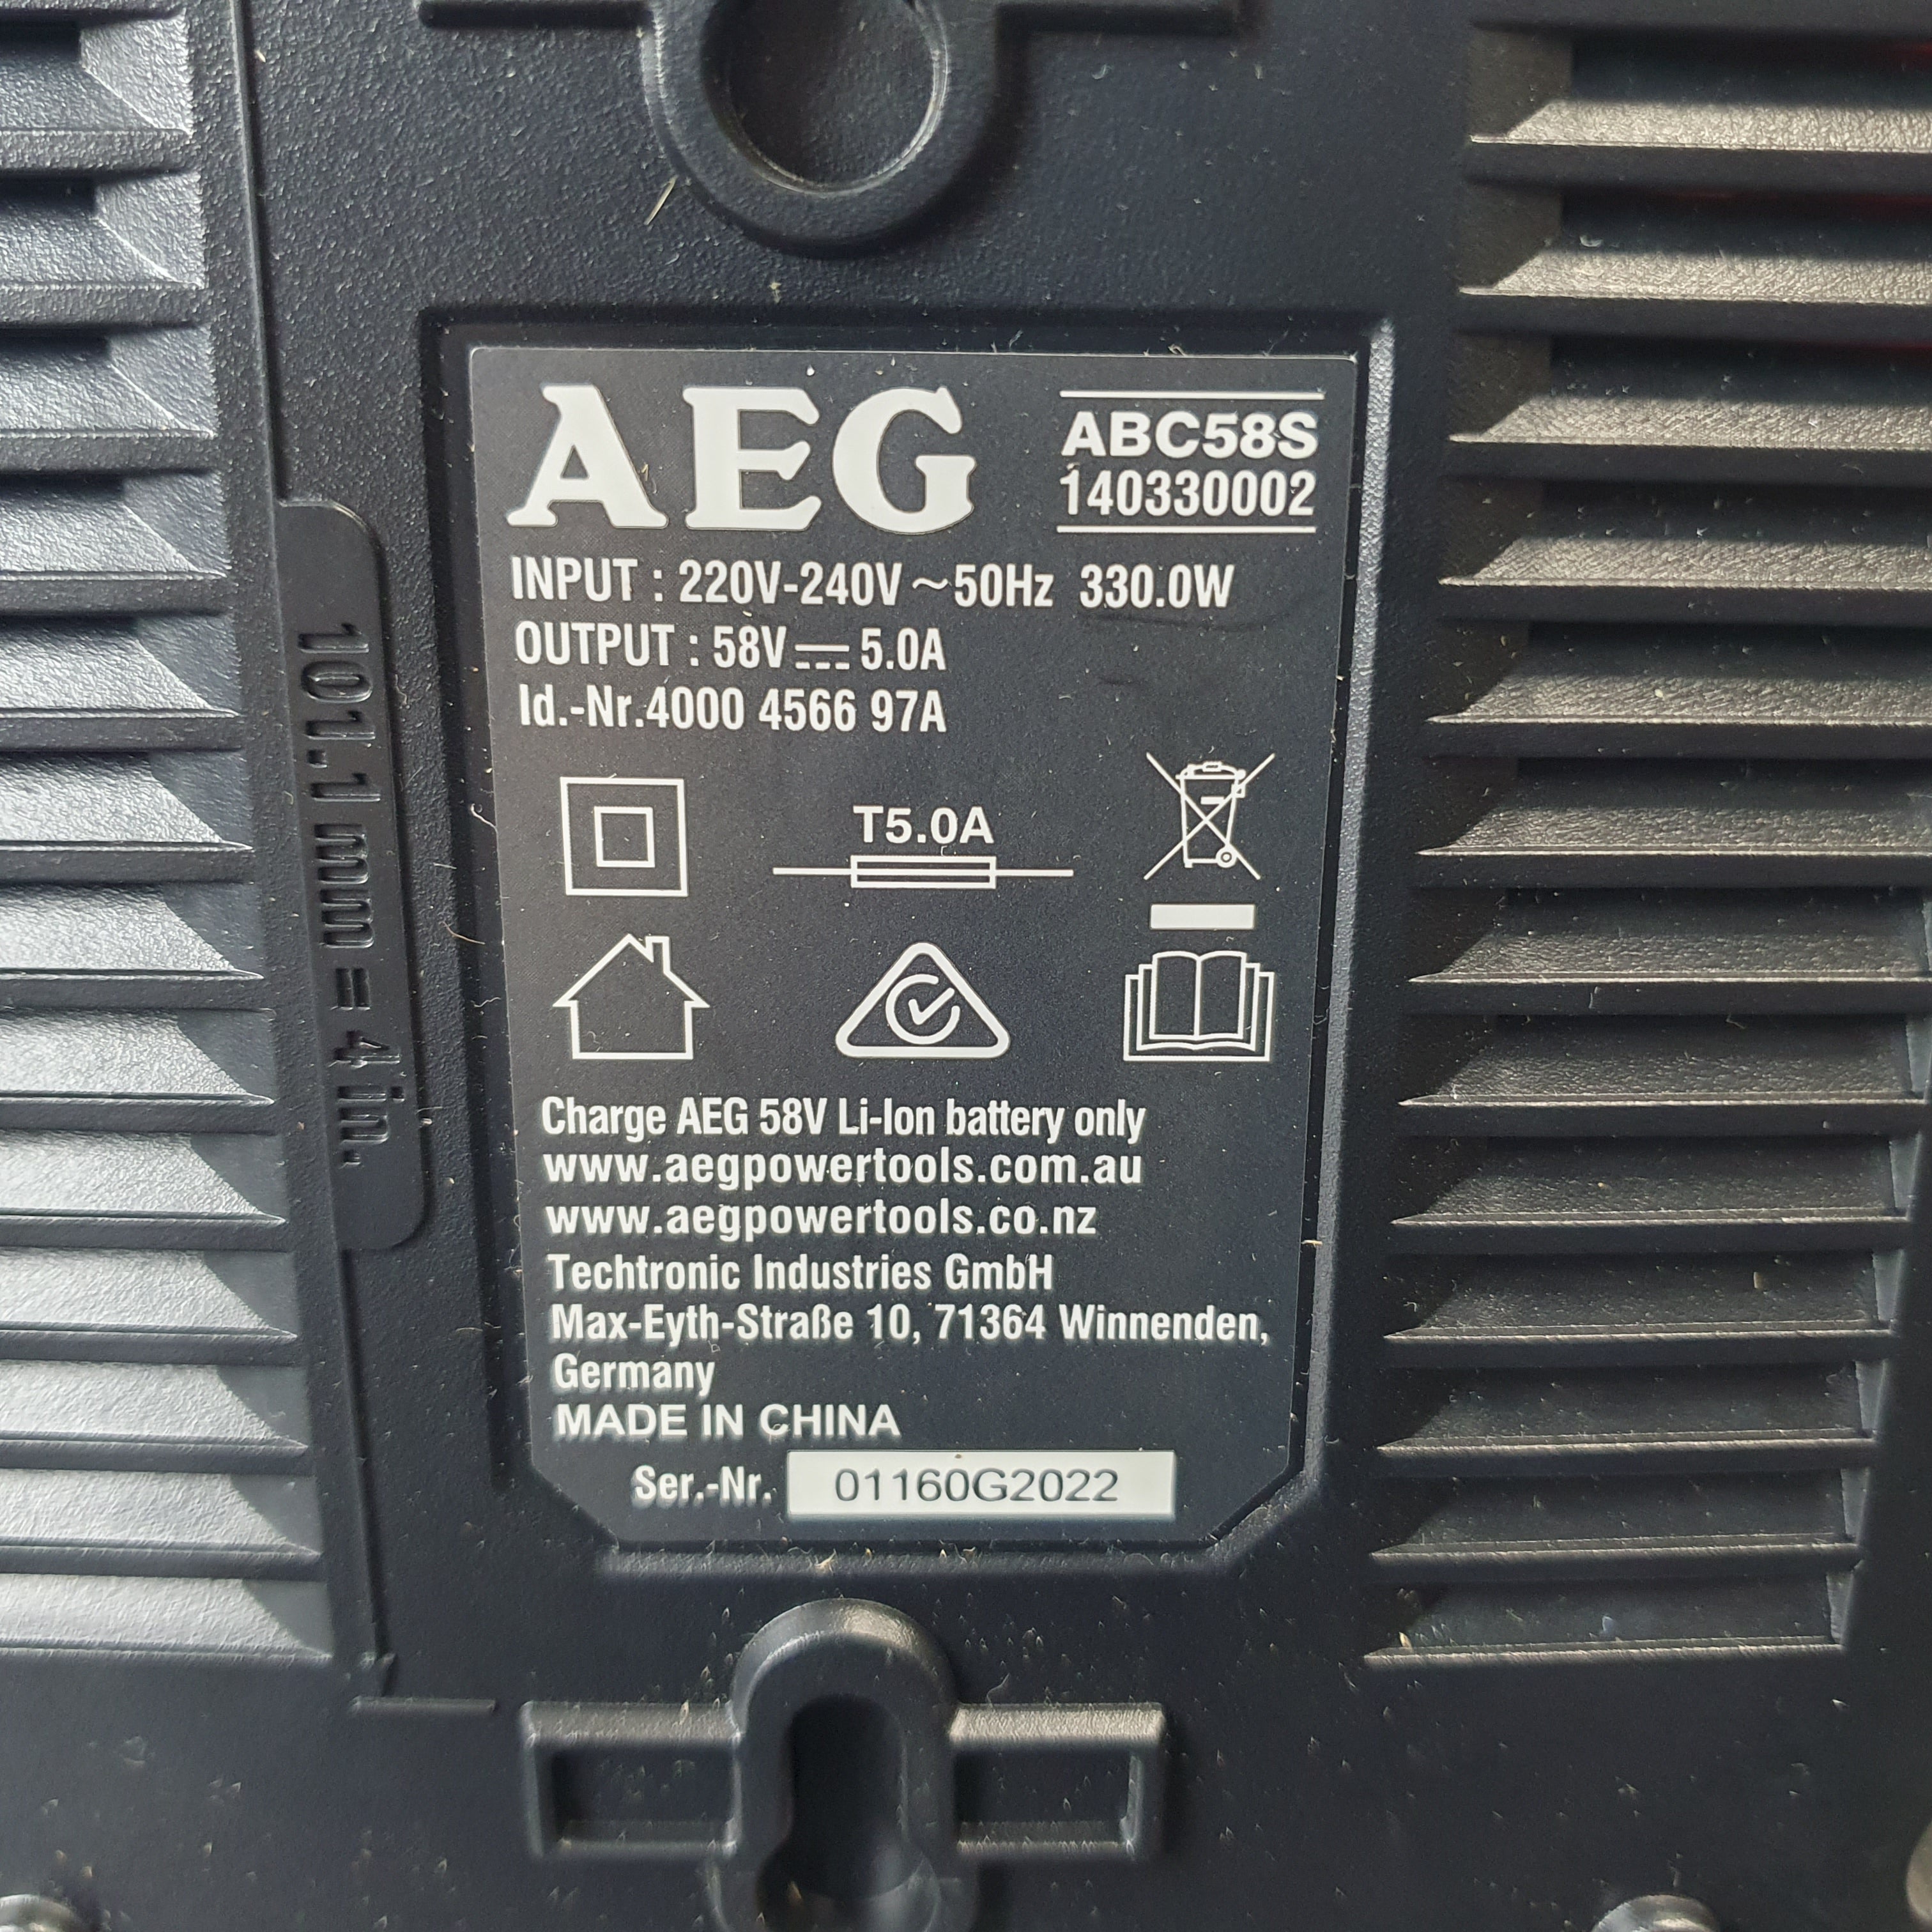 AEG
ABC58S
140330002
INPUT : 220V-240V ~ 50Hz 330.0W
OUTPUT : 58V ⎓ 5.0A
Id.-Nr.4000 4566 97A
T5.0A
Charge AEG 58V Li-Ion battery only
www.aegpowertools.com.au
www.aegpowertools.co.nz
Techtronic Industries GmbH
Max-Eyth-Straße 10, 71364 Winnenden,
Germany
MADE IN CHINA
Ser.-Nr. 01160G2022
101.1 mm = 4 in.